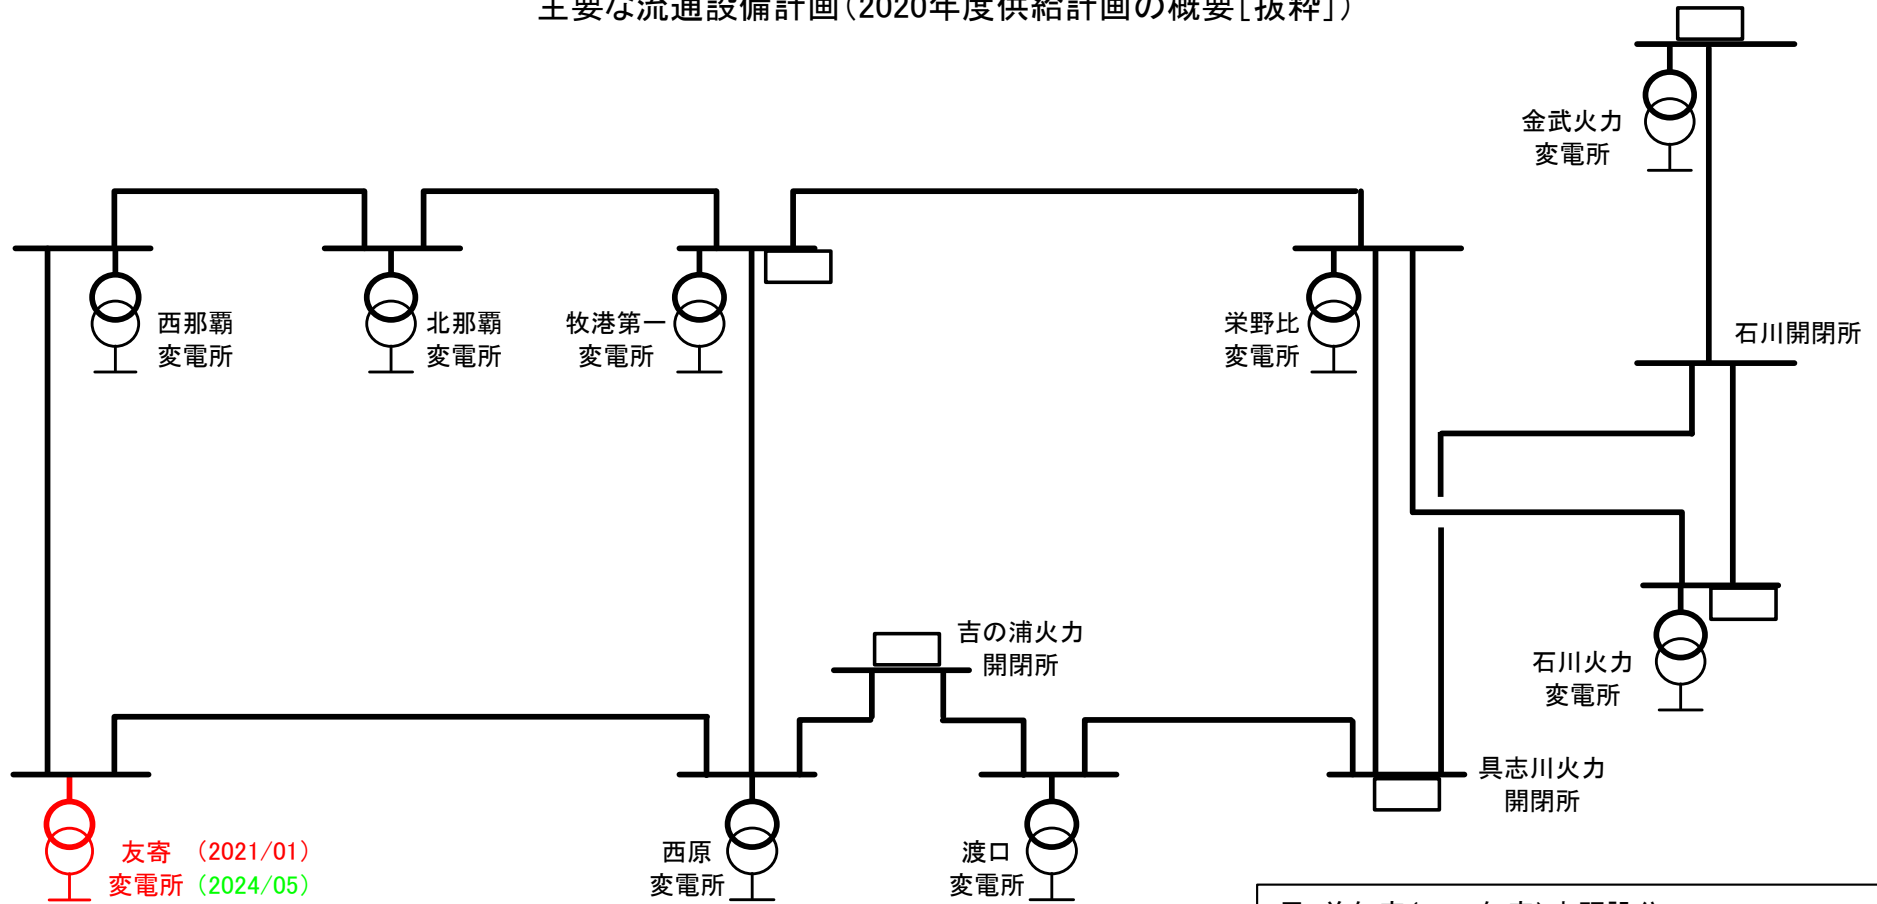 主要な流通設備計画(2020年度供給計画の概要[抜粋])
金武火力
変電所
西那覇
変電所
北那覇
変電所
牧港第一
変電所
栄野比
変電所
石川開閉所
吉の浦火力
開閉所
石川火力
変電所
具志川火力
開閉所
友寄 (2021/01)
変電所 (2024/05)
西原
変電所
渡口
変電所